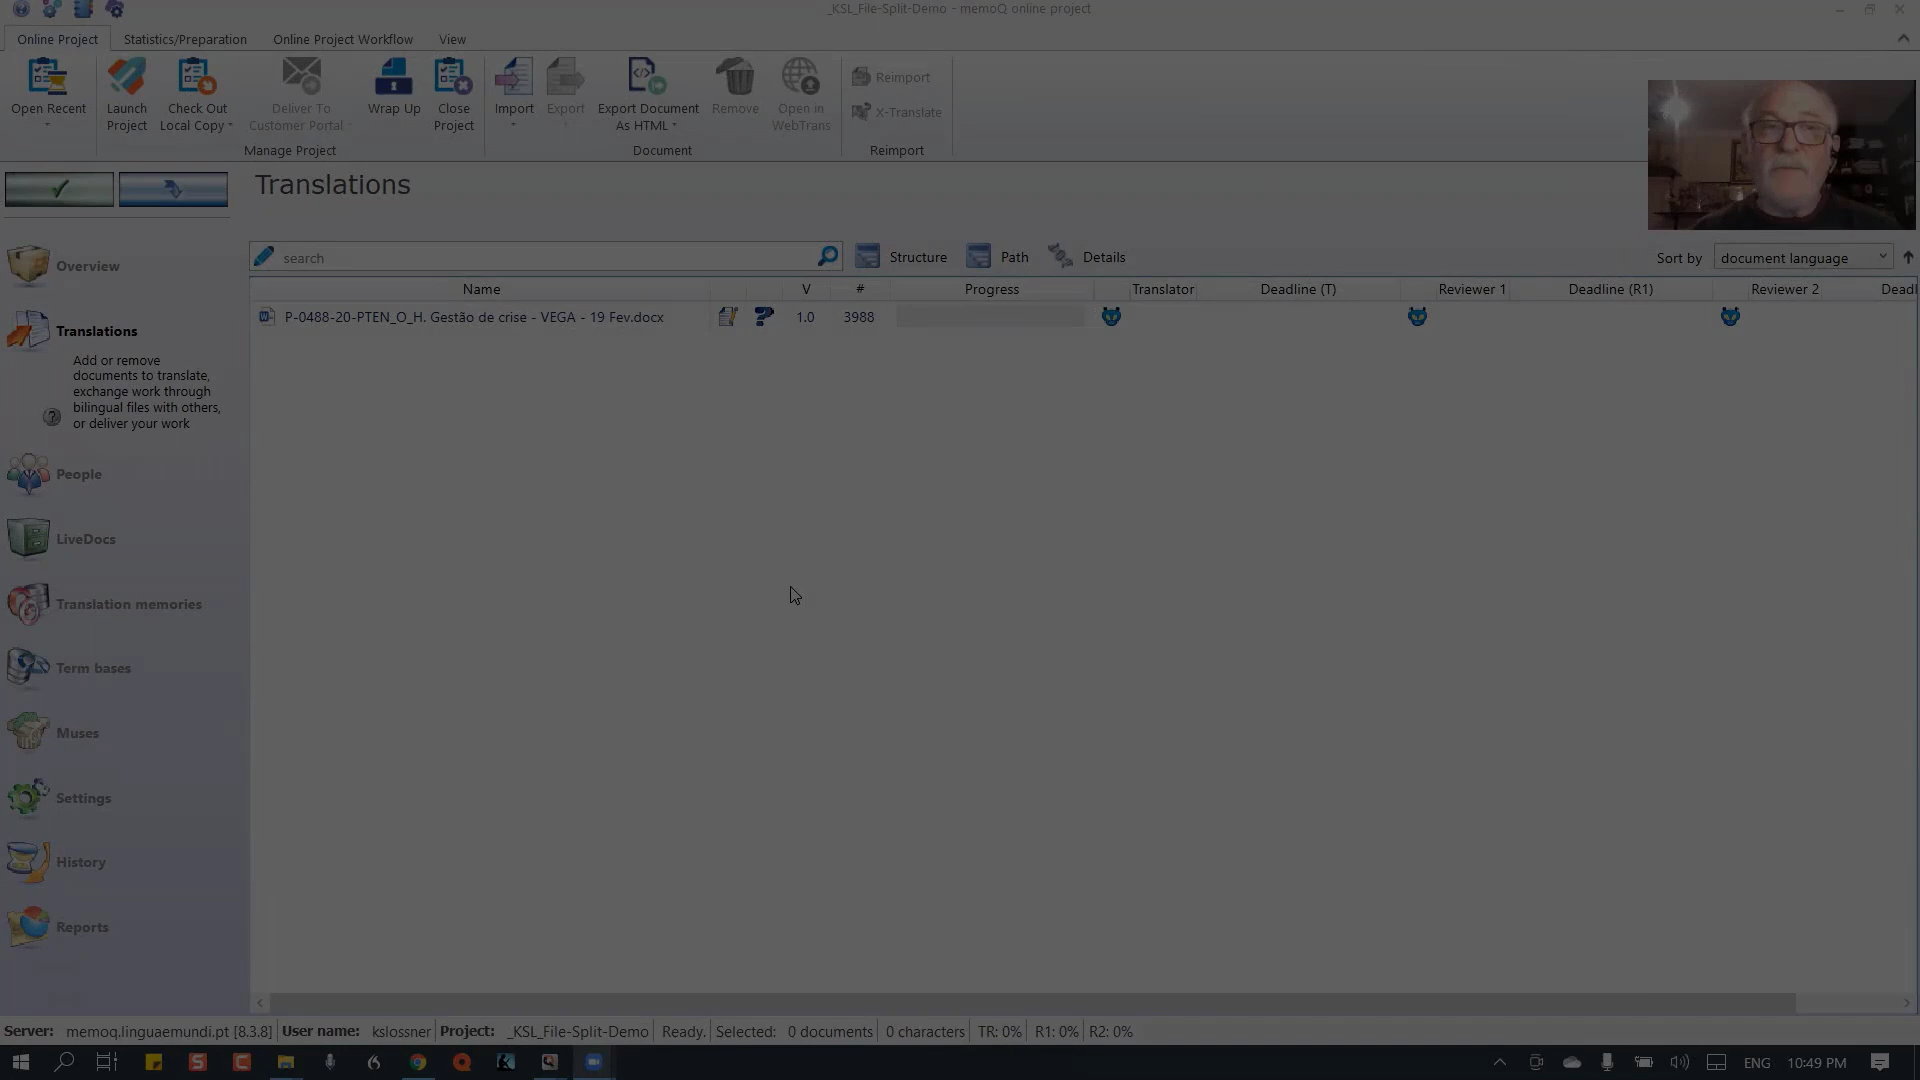 _KSL_File-Split-Demo - memoQ online project
Online Project
Statistics/Preparation
Online Project Workflow
View
Open Recent
Launch Project
Check Out Local Copy
Deliver To Customer Portal
Wrap Up
Close Project
Import
Export
Export Document As HTML
Remove
Open in WebTrans
Reimport
X-Translate
Manage Project
Document
Reimport
Translations
search
Structure
Path
Details
Sort by
document language
Name
V
#
Progress
Translator
Deadline (T)
Reviewer 1
Deadline (R1)
Reviewer 2
Deadl
P-0488-20-PTEN_O_H. Gestão de crise - VEGA - 19 Fev.docx
1.0
3988
Overview
Translations
Add or remove
documents to translate,
exchange work through
bilingual files with others,
or deliver your work
People
LiveDocs
Translation memories
Term bases
Muses
Settings
History
Reports
Server: memoq.linguaemundi.pt [8.3.8] User name: kslossner Project: _KSL_File-Split-Demo Ready. Selected: 0 documents 0 characters TR: 0% R1: 0% R2: 0%
ENG 10:49 PM